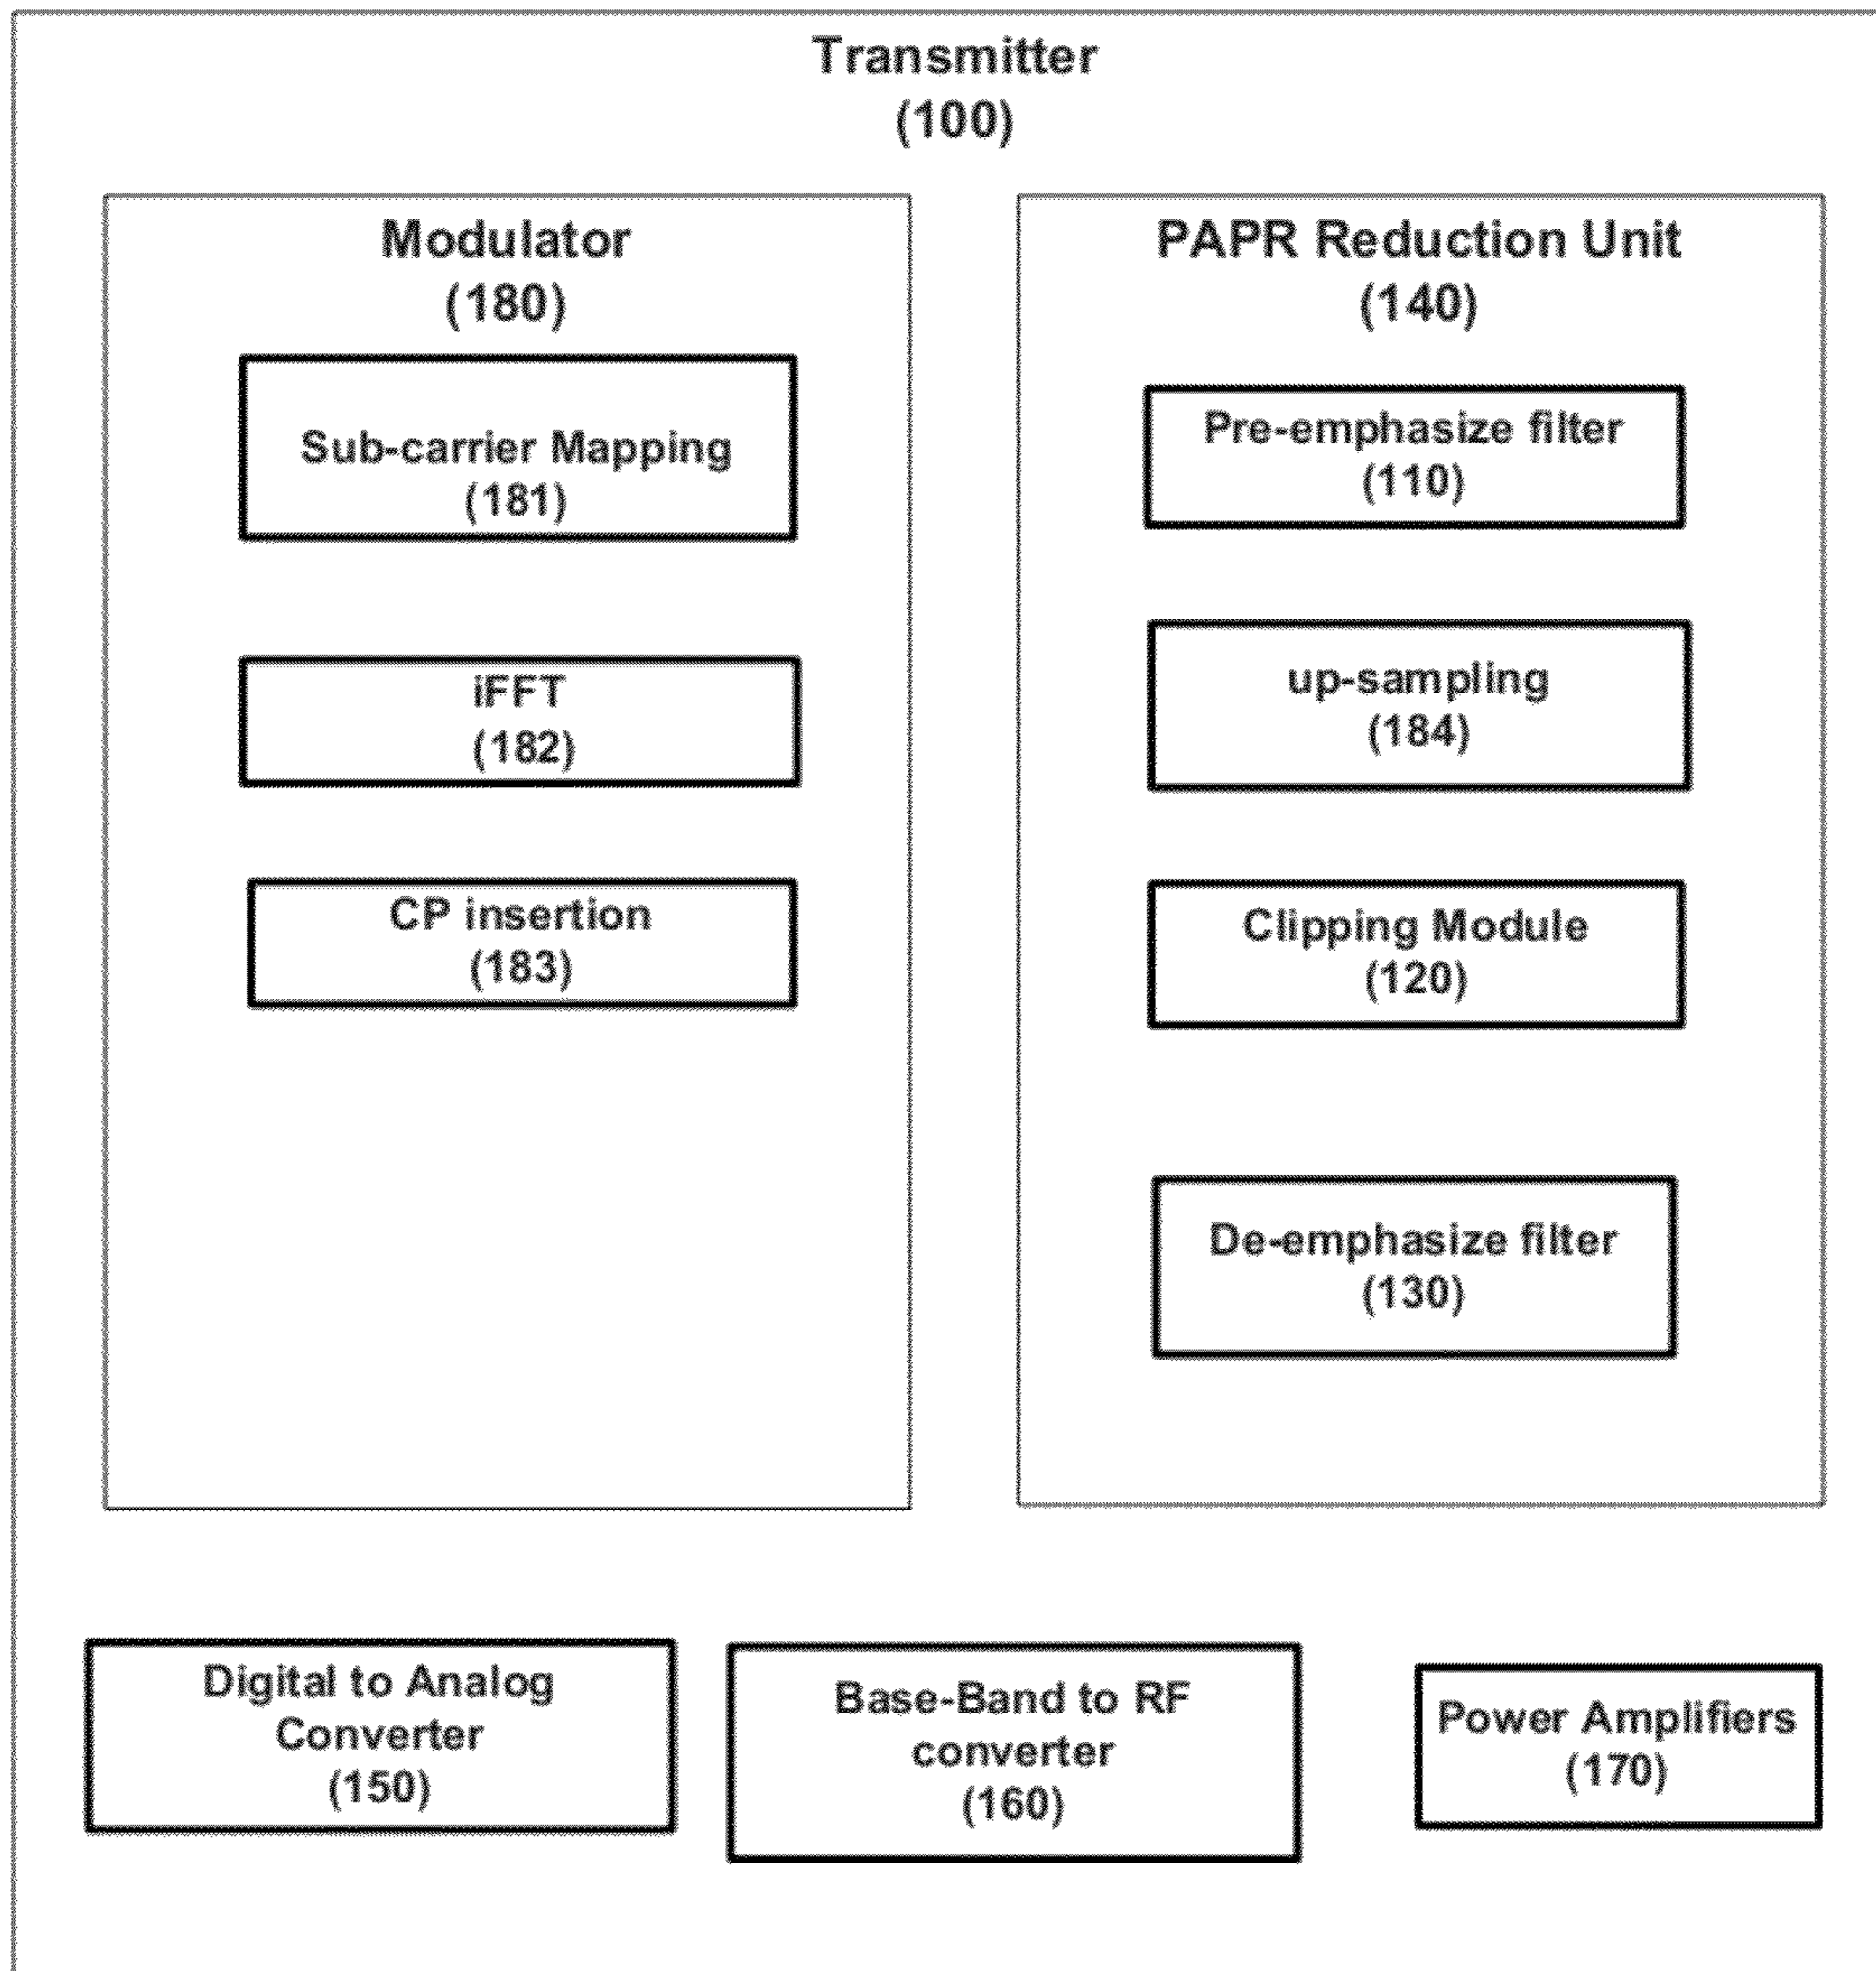 Transmitter
(100)
Modulator
(180)
Sub-carrier Mapping
(181)
iFFT
(182)
CP insertion
(183)
PAPR Reduction Unit
(140)
Pre-emphasize filter
(110)
up-sampling
(184)
Clipping Module
(120)
De-emphasize filter
(130)
Digital to Analog
Converter
(150)
Base-Band to RF
converter
(160)
Power Amplifiers
(170)